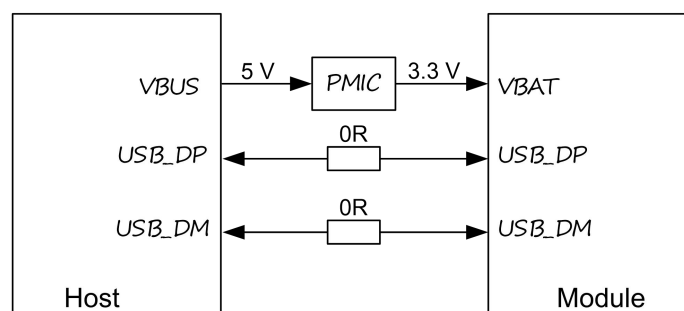 5 V
3.3 V
VBUS
PMIC
VBAT
0R
USB_DP
USB_DP
0R
USB_DM
USB_DM
Host
Module